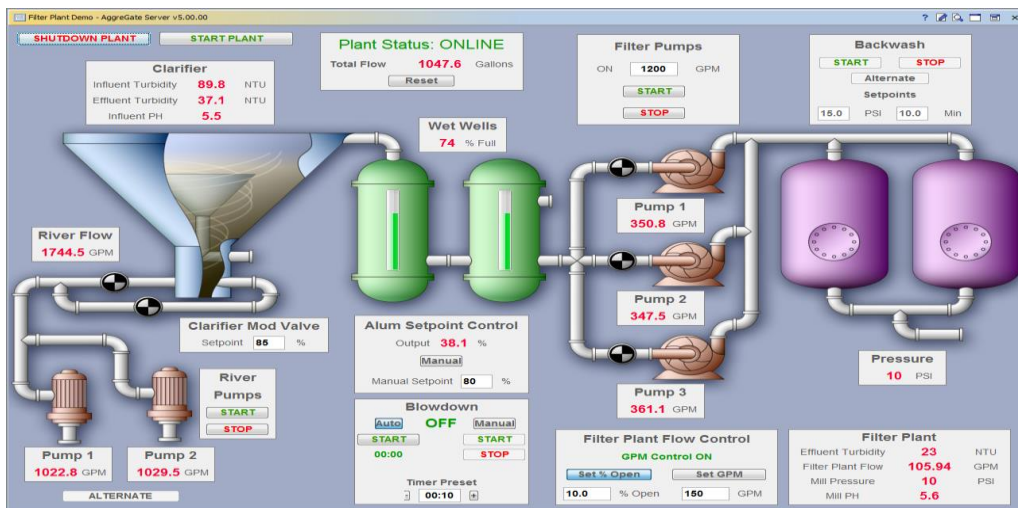 Filter Plant Demo - AggreGate Server v5.00.00
SHUTDOWN PLANT
START PLANT
Clarifier
Influent Turbidity 89.8 NTU
Effluent Turbidity 37.1 NTU
Influent PH 5.5
Plant Status: ONLINE
Total Flow 1047.6 Gallons
Reset
Filter Pumps
ON 1200 GPM
START
STOP
Backwash
START STOP
Alternate
Setpoints
15.0 PSI 10.0 Min
Wet Wells
74 % Full
River Flow
1744.5 GPM
Pump 1
350.8 GPM
Pump 2
347.5 GPM
Pump 3
361.1 GPM
Clarifier Mod Valve
Setpoint 85 %
Alum Setpoint Control
Output 38.1 %
Manual
Manual Setpoint 80 %
Pressure
10 PSI
River
Pumps
START
STOP
Pump 1
1022.8 GPM
Pump 2
1029.5 GPM
ALTERNATE
Blowdown
Auto OFF Manual
START START
00:00 STOP
Timer Preset
- 00:10 +
Filter Plant Flow Control
GPM Control ON
Set % Open Set GPM
10.0 % Open 150 GPM
Filter Plant
Effluent Turbidity 23 NTU
Filter Plant Flow 105.94 GPM
Mill Pressure 10 PSI
Mill PH 5.6